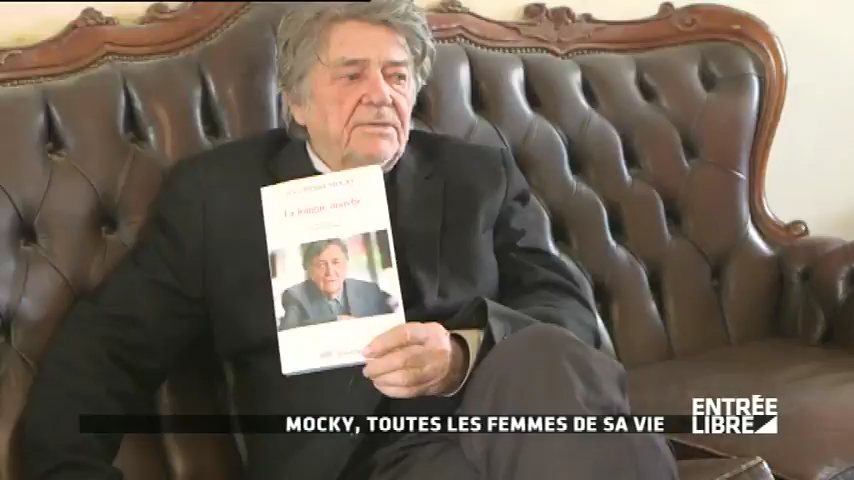 La longue marche
MOCKY, TOUTES LES FEMMES DE SA VIE
ENTRÉE
LIBRE